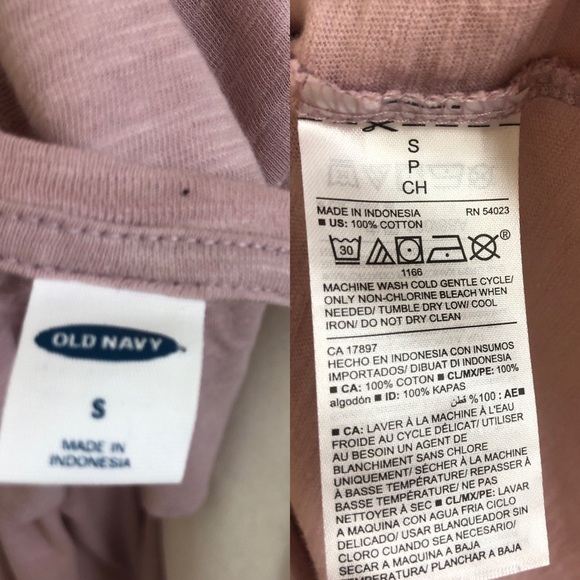 OLD NAVY
S
MADE IN
INDONESIA
S
P
CH
MADE IN INDONESIA RN 54023
■ US: 100% COTTON
30 ®
1166
MACHINE WASH COLD GENTLE CYCLE/
ONLY NON-CHLORINE BLEACH WHEN
NEEDED/ TUMBLE DRY LOW/ COOL
IRON/ DO NOT DRY CLEAN
CA 17897
HECHO EN INDONESIA CON INSUMOS
IMPORTADOS/ DIBUAT DI INDONESIA
■ CA: 100% COTON ■ CL/MX/PE: 100%
algodón ■ ID: 100% KAPAS
■ AE: 100% قطن
■ CA: LAVER À LA MACHINE À L'EAU
FROIDE AU CYCLE DÉLICAT/ UTILISER
AU BESOIN UN AGENT DE
BLANCHIMENT SANS CHLORE
UNIQUEMENT/ SÉCHER À LA MACHINE
À BASSE TEMPÉRATURE/ REPASSER À
BASSE TEMPÉRATURE/ NE PAS
NETTOYER À SEC ■ CL/MX/PE: LAVAR
A MAQUINA CON AGUA FRIA CICLO
DELICADO/ USAR BLANQUEADOR SIN
CLORO CUANDO SEA NECESARIO/
SECAR A MAQUINA A BAJA
TEMPERATURA/ PLANCHAR A BAJA